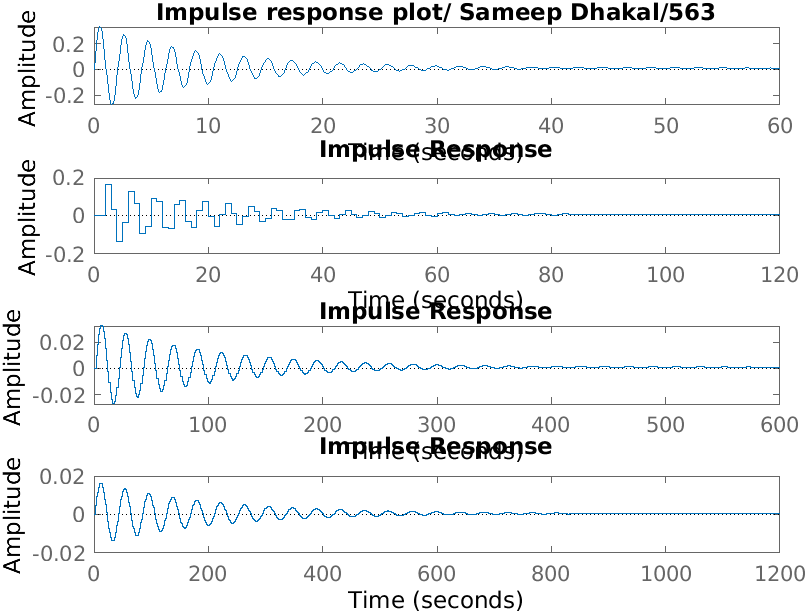 Impulse response plot/ Sameep Dhakal/563
Amplitude
0.2
0
-0.2
0 10 20 30 40 50 60
Time (seconds)
Impulse Response
Amplitude
0.2
0
-0.2
0 20 40 60 80 100 120
Time (seconds)
Impulse Response
Amplitude
0.02
0
-0.02
0 100 200 300 400 500 600
Time (seconds)
Impulse Response
Amplitude
0.02
0
-0.02
0 200 400 600 800 1000 1200
Time (seconds)